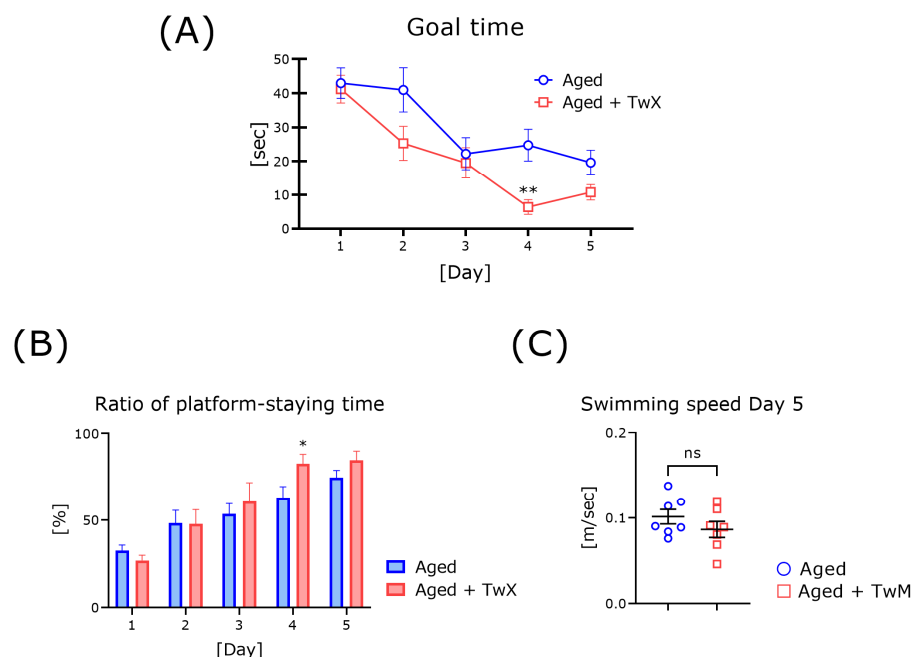 (A)
Goal time
50
40
30
20
10
0
[sec]
Aged
Aged + TwX
**
1 2 3 4 5
[Day]
(B)
Ratio of platform-staying time
100
50
0
[%]
*
Aged
Aged + TwX
1 2 3 4 5
[Day]
(C)
Swimming speed Day 5
0.2
0.1
0.0
[m/sec]
ns
Aged
Aged + TwM